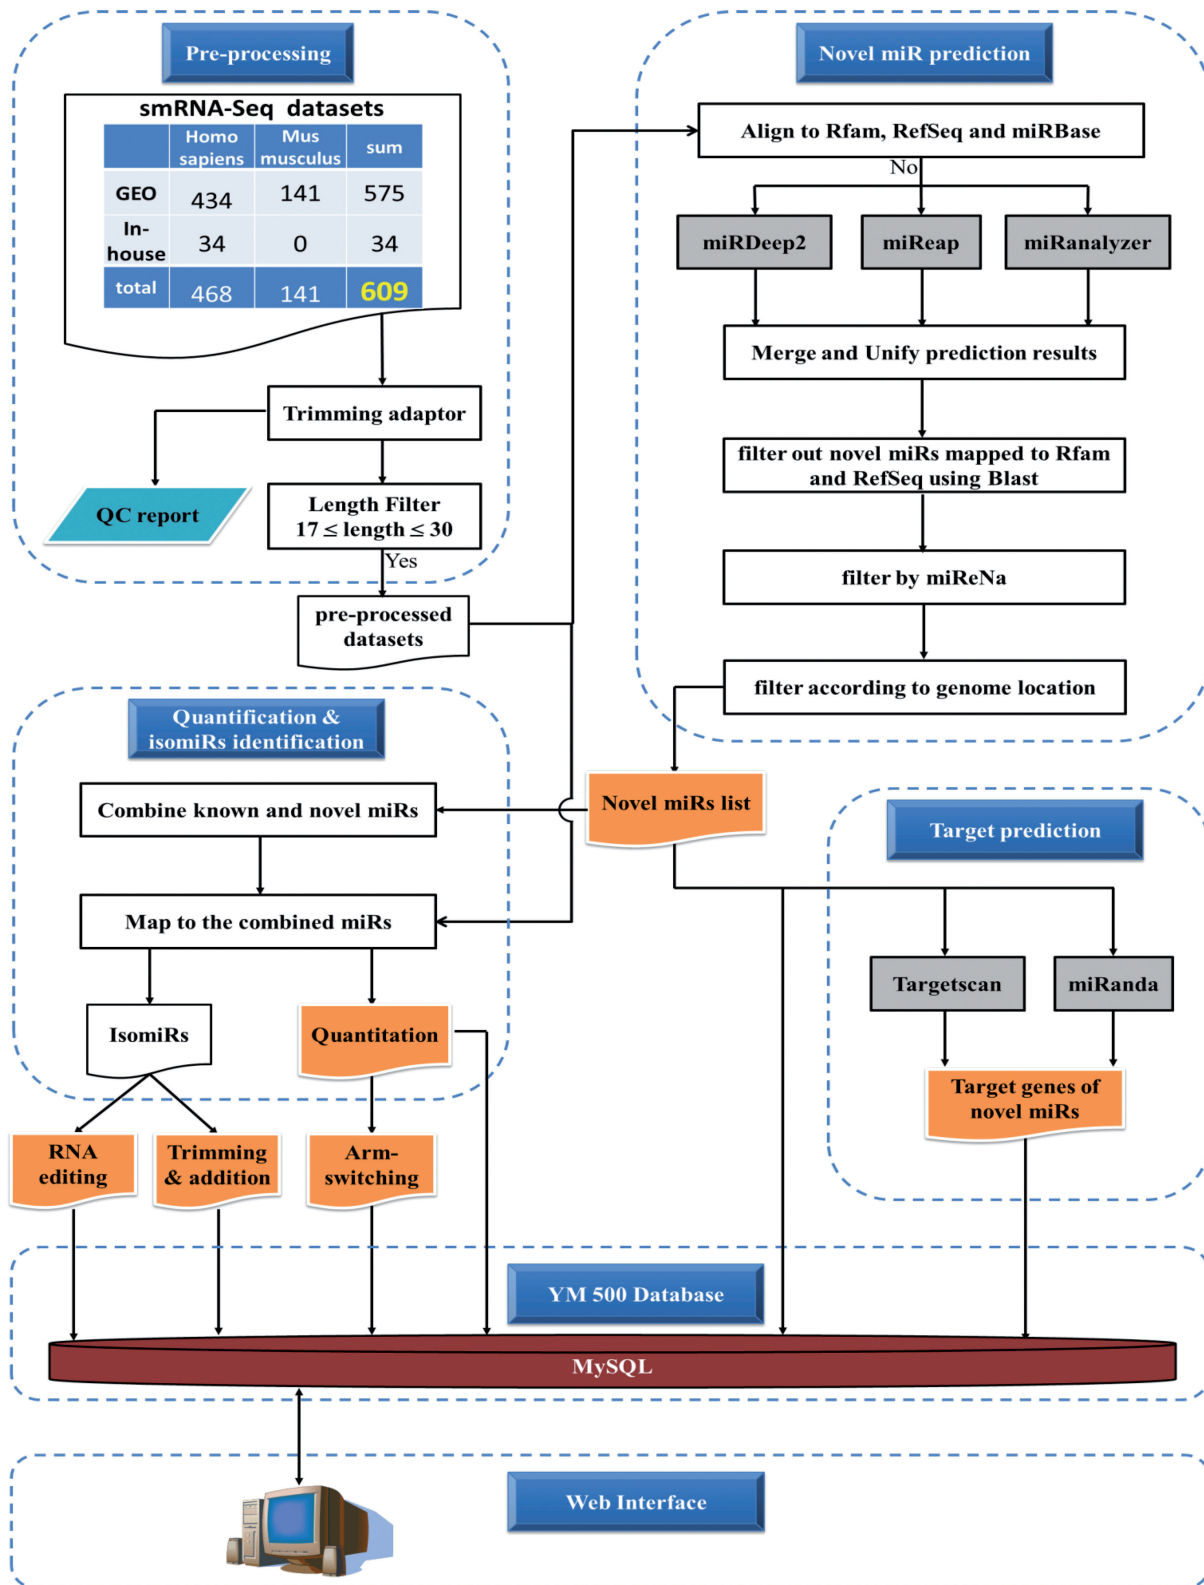 Pre-processing
smRNA-Seq datasets
Homo sapiens
Mus musculus
sum
GEO
434
141
575
In-house
34
0
34
total
468
141
609
Trimming adaptor
QC report
Length Filter
17 ≤ length ≤ 30
Yes
pre-processed
datasets
Novel miR prediction
Align to Rfam, RefSeq and miRBase
No
miRDeep2
miReap
miRanalyzer
Merge and Unify prediction results
filter out novel miRs mapped to Rfam
and RefSeq using Blast
filter by miReNa
filter according to genome location
Novel miRs list
Quantification &
isomiRs identification
Combine known and novel miRs
Map to the combined miRs
IsomiRs
Quantitation
RNA
editing
Trimming
& addition
Arm-
switching
Target prediction
Targetscan
miRanda
Target genes of
novel miRs
YM 500 Database
MySQL
Web Interface